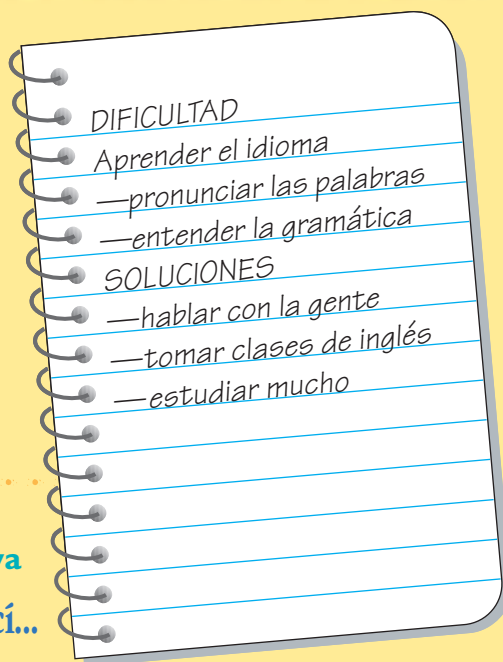 DIFICULTAD
Aprender el idioma
—pronunciar las palabras
—entender la gramática
SOLUCIONES
—hablar con la gente
—tomar clases de inglés
—estudiar mucho